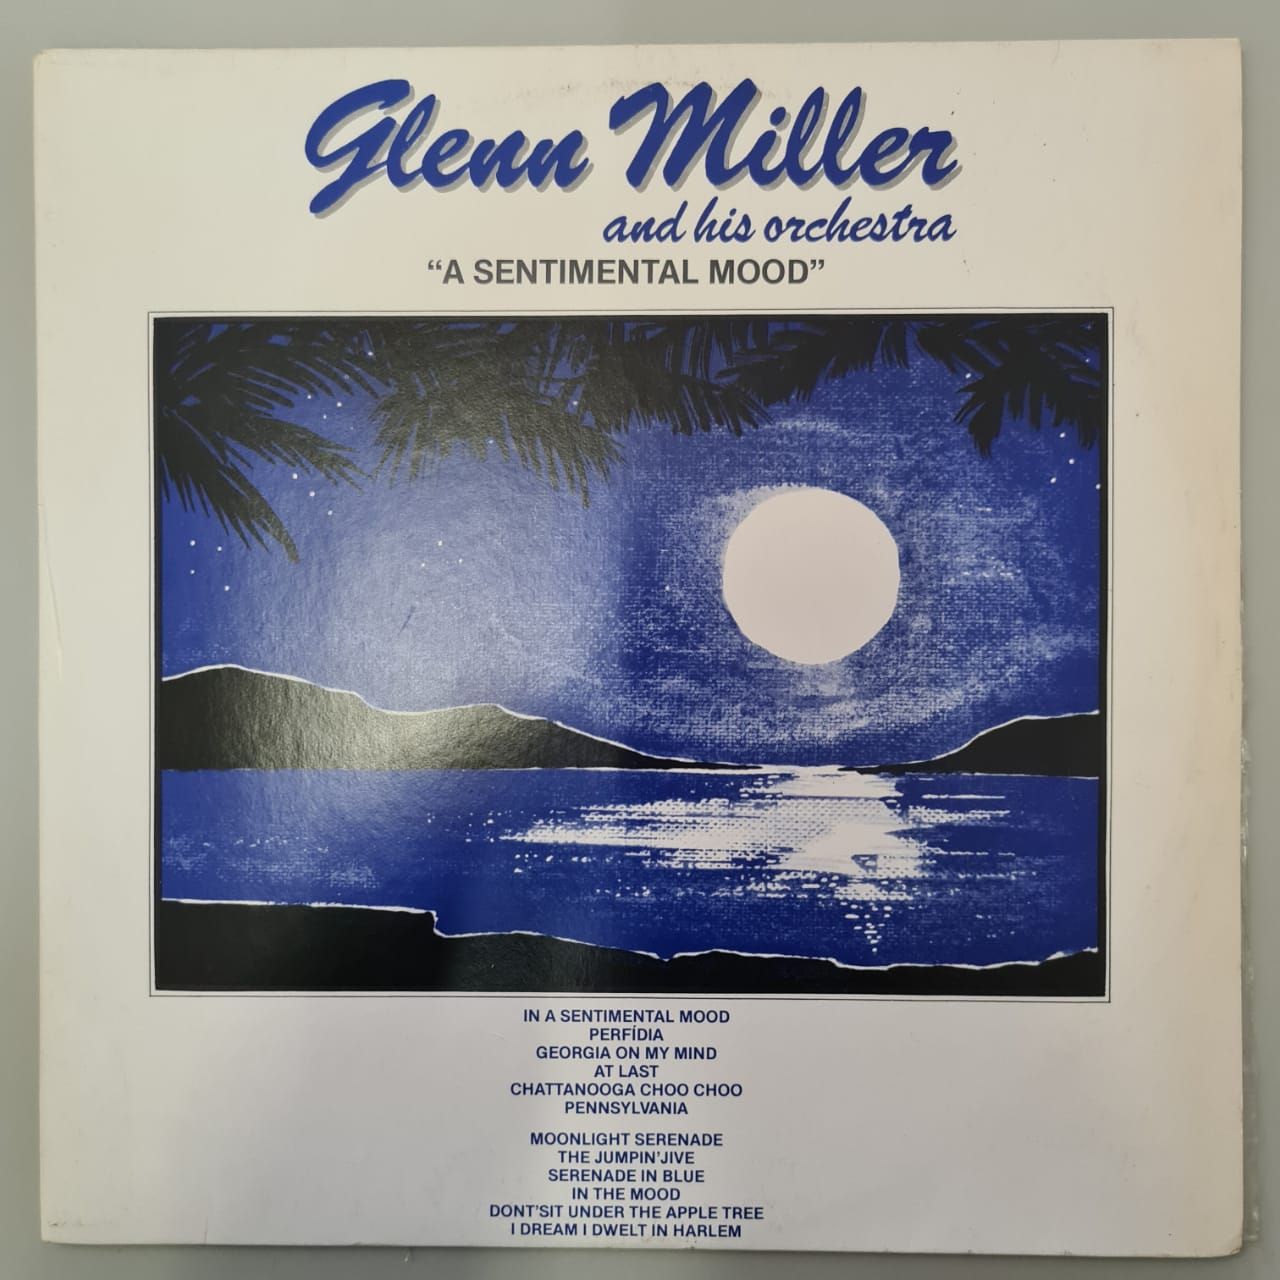 Glenn Miller
and his orchestra
“A SENTIMENTAL MOOD”
IN A SENTIMENTAL MOOD
PERFÍDIA
GEORGIA ON MY MIND
AT LAST
CHATTANOOGA CHOO CHOO
PENNSYLVANIA
MOONLIGHT SERENADE
THE JUMPIN'JIVE
SERENADE IN BLUE
IN THE MOOD
DONT'SIT UNDER THE APPLE TREE
I DREAM I DWELT IN HARLEM